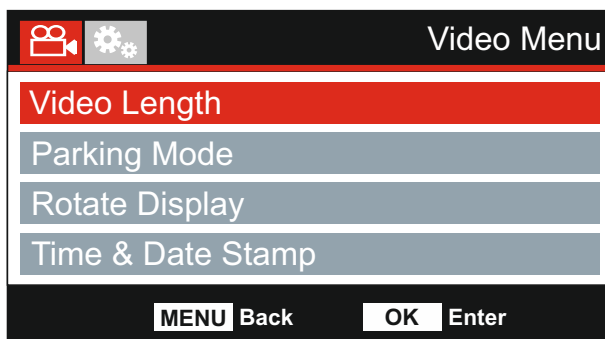 Video Menu
Video Length
Parking Mode
Rotate Display
Time & Date Stamp
MENU Back OK Enter